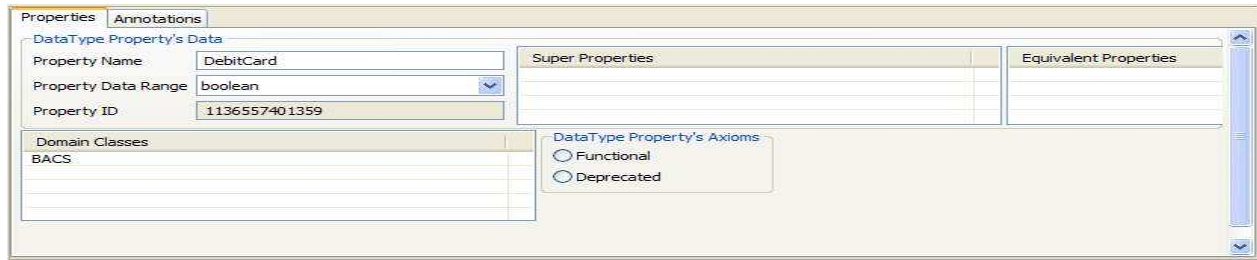 Properties Annotations
DataType Property's Data
Property Name DebitCard
Property Data Range boolean
Property ID 1136557401359
Super Properties
Equivalent Properties
Domain Classes
BACS
DataType Property's Axioms
Functional
Deprecated